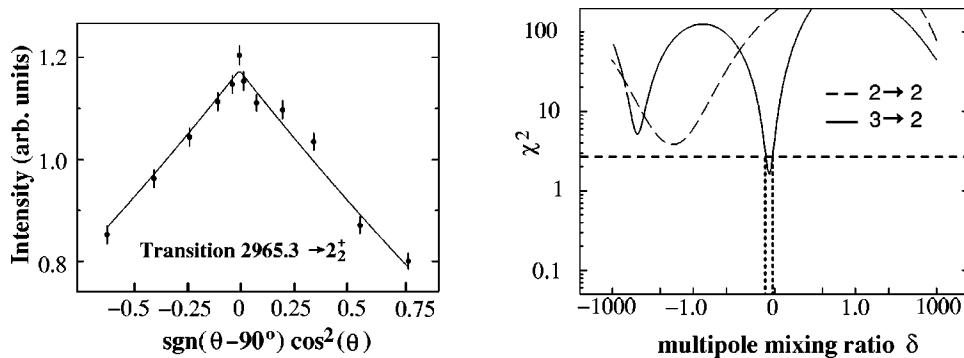 Intensity (arb. units)
1.2
1.0
0.8
Transition 2965.3 → 2₂⁺
−0.5 −0.25 0 0.25 0.5 0.75
sgn(θ−90°) cos²(θ)
χ²
100
10
1
0.1
2→2
3→2
-1000 -1.0 0 1.0 1000
multipole mixing ratio δ